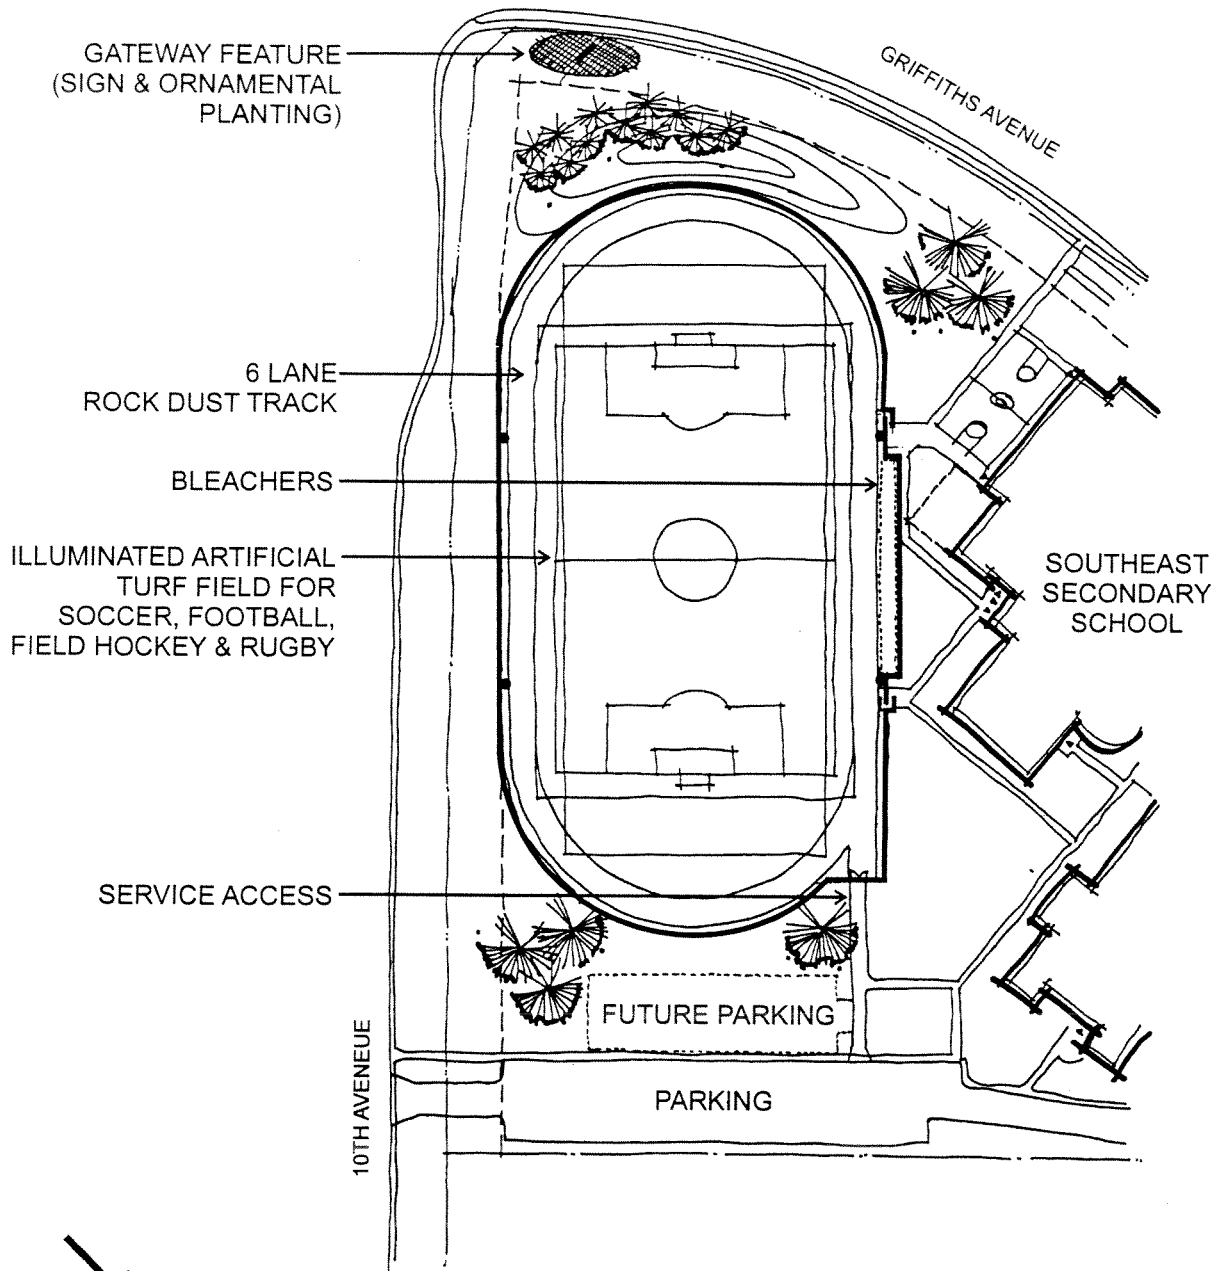 GATEWAY FEATURE
(SIGN & ORNAMENTAL
PLANTING)
GRIFFITHS AVENUE
6 LANE
ROCK DUST TRACK
BLEACHERS
ILLUMINATED ARTIFICIAL
TURF FIELD FOR
SOCCER, FOOTBALL,
FIELD HOCKEY & RUGBY
SOUTHEAST
SECONDARY
SCHOOL
SERVICE ACCESS
FUTURE PARKING
PARKING
10TH AVENEUE